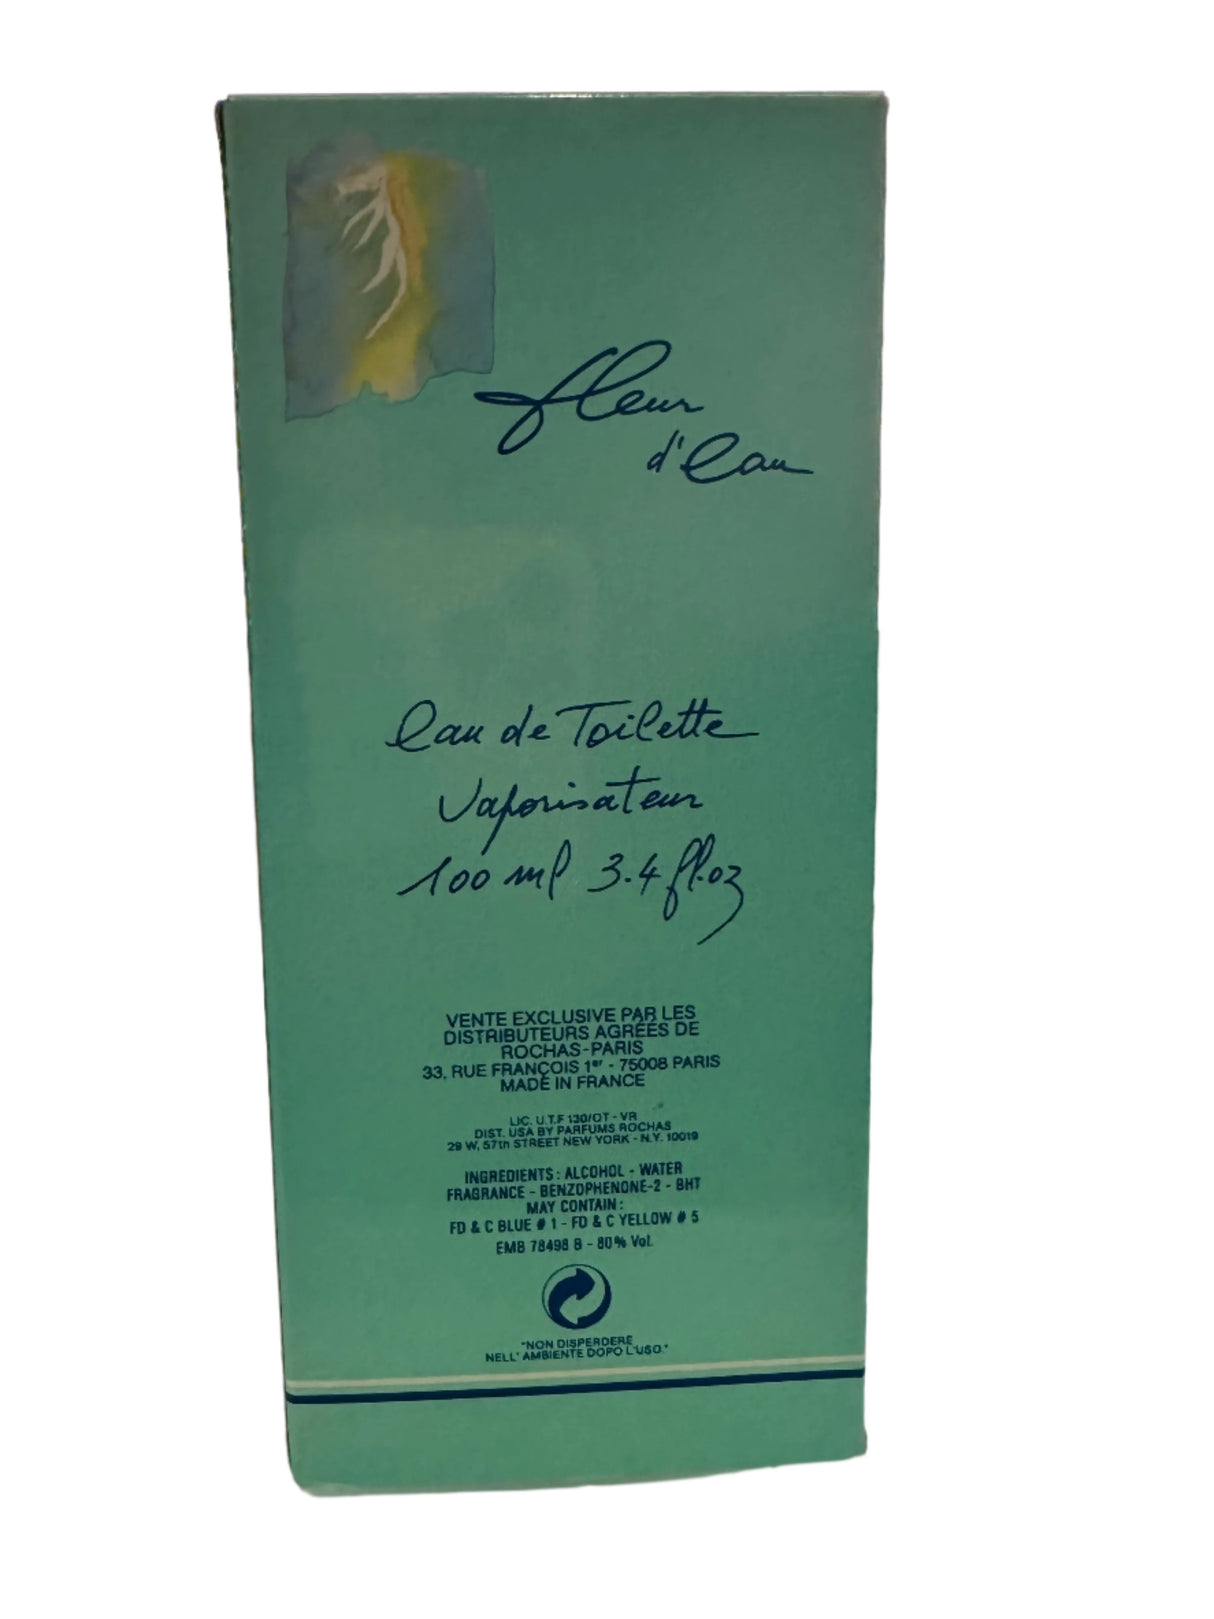 fleur
d'eau
eau de Toilette
Vaporisateur
100 ml 3.4 fl.oz
VENTE EXCLUSIVE PAR LES
DISTRIBUTEURS AGRÉÉS DE
ROCHAS-PARIS
33, RUE FRANÇOIS 1er - 75008 PARIS
MADE IN FRANCE
LIC. U.T.F 130/OT - VR
DIST. USA BY PARFUMS ROCHAS
29 W, 57th STREET NEW YORK - N.Y. 10019
INGREDIENTS : ALCOHOL - WATER
FRAGRANCE - BENZOPHENONE-2 - BHT
MAY CONTAIN :
FD & C BLUE # 1 - FD & C YELLOW # 5
EMB 78498 B - 80% Vol.
"NON DISPERDERE
NELL' AMBIENTE DOPO L'USO"